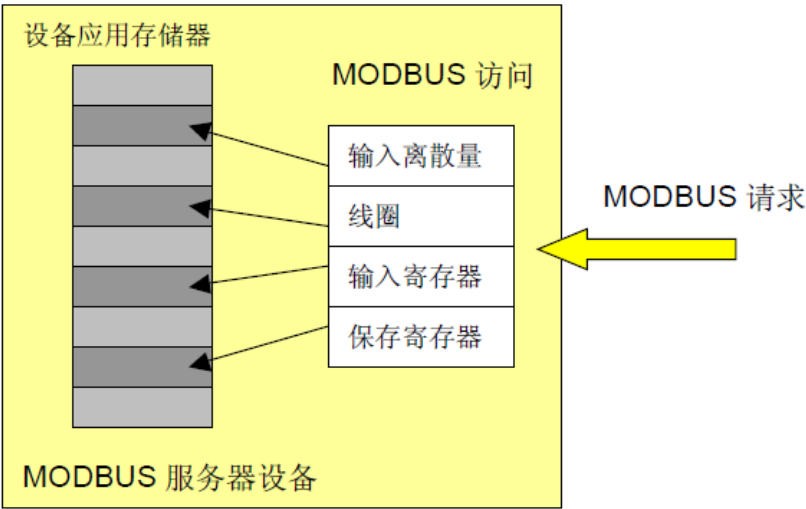 设备应用存储器
MODBUS 访问
输入离散量
线圈
输入寄存器
保存寄存器
MODBUS 请求
MODBUS 服务器设备